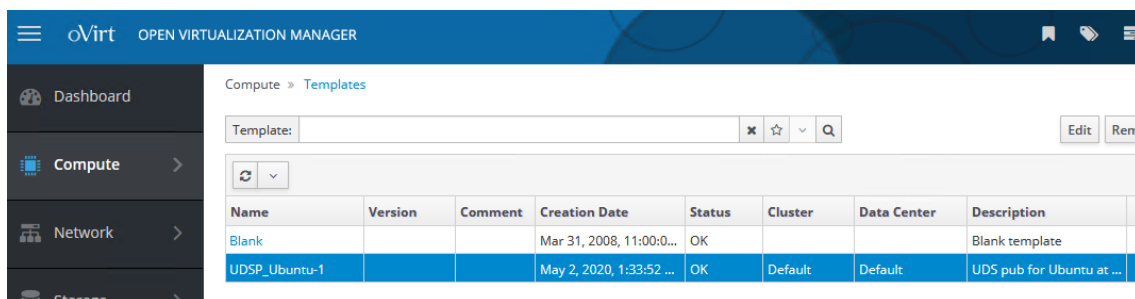 oVirt OPEN VIRTUALIZATION MANAGER
Compute » Templates
Dashboard
Template:
Edit
Compute
Name Version Comment Creation Date Status Cluster Data Center Description
Network
Blank Mar 31, 2008, 11:00:0... OK Blank template
UDSP_Ubuntu-1 May 2, 2020, 1:33:52 ... OK Default Default UDS pub for Ubuntu at ...